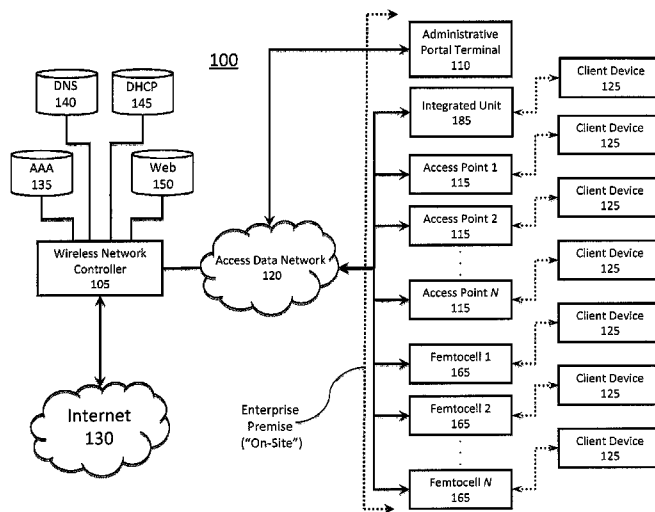 100
DNS
140
DHCP
145
AAA
135
Web
150
Wireless Network
Controller
105
Access Data Network
120
Internet
130
Enterprise
Premise
("On-Site")
Administrative
Portal Terminal
110
Integrated Unit
185
Access Point 1
115
Access Point 2
115
Access Point N
115
Femtocell 1
165
Femtocell 2
165
Femtocell N
165
Client Device
125
Client Device
125
Client Device
125
Client Device
125
Client Device
125
Client Device
125
Client Device
125